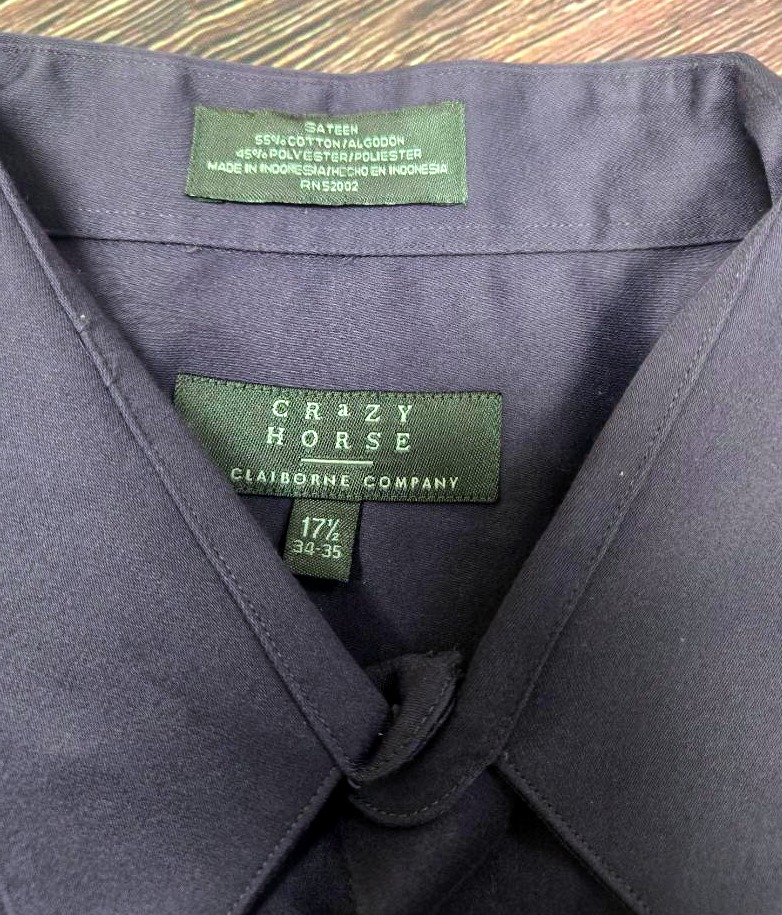 SATEEN
55% COTTON/ALGODON
45% POLYESTER/POLIESTER
MADE IN INDONESIA/HECHO EN INDONESIA
RN52002
CRaZY
HORSE
CLAIBORNE COMPANY
17½
34-35